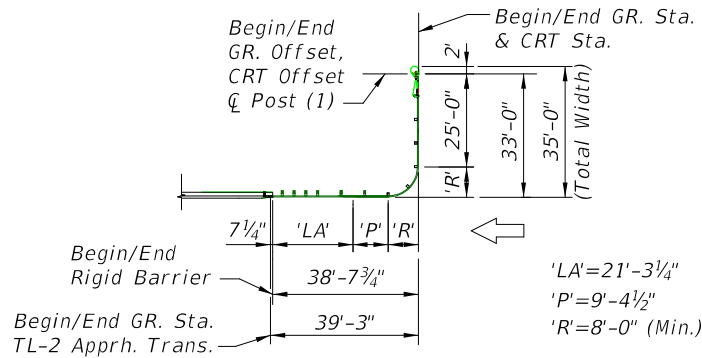 Begin/End
GR. Offset,
CRT Offset
℄ Post (1)
Begin/End GR. Sta.
& CRT Sta.
2'
25'-0"
'R'
33'-0"
35'-0"
(Total Width)
7¼"
'LA'
'P'
'R'
Begin/End
Rigid Barrier
38'-7¾"
Begin/End GR. Sta.
TL-2 Apprh. Trans.
39'-3"
'LA'=21'-3¼"
'P'=9'-4½"
'R'=8'-0" (Min.)